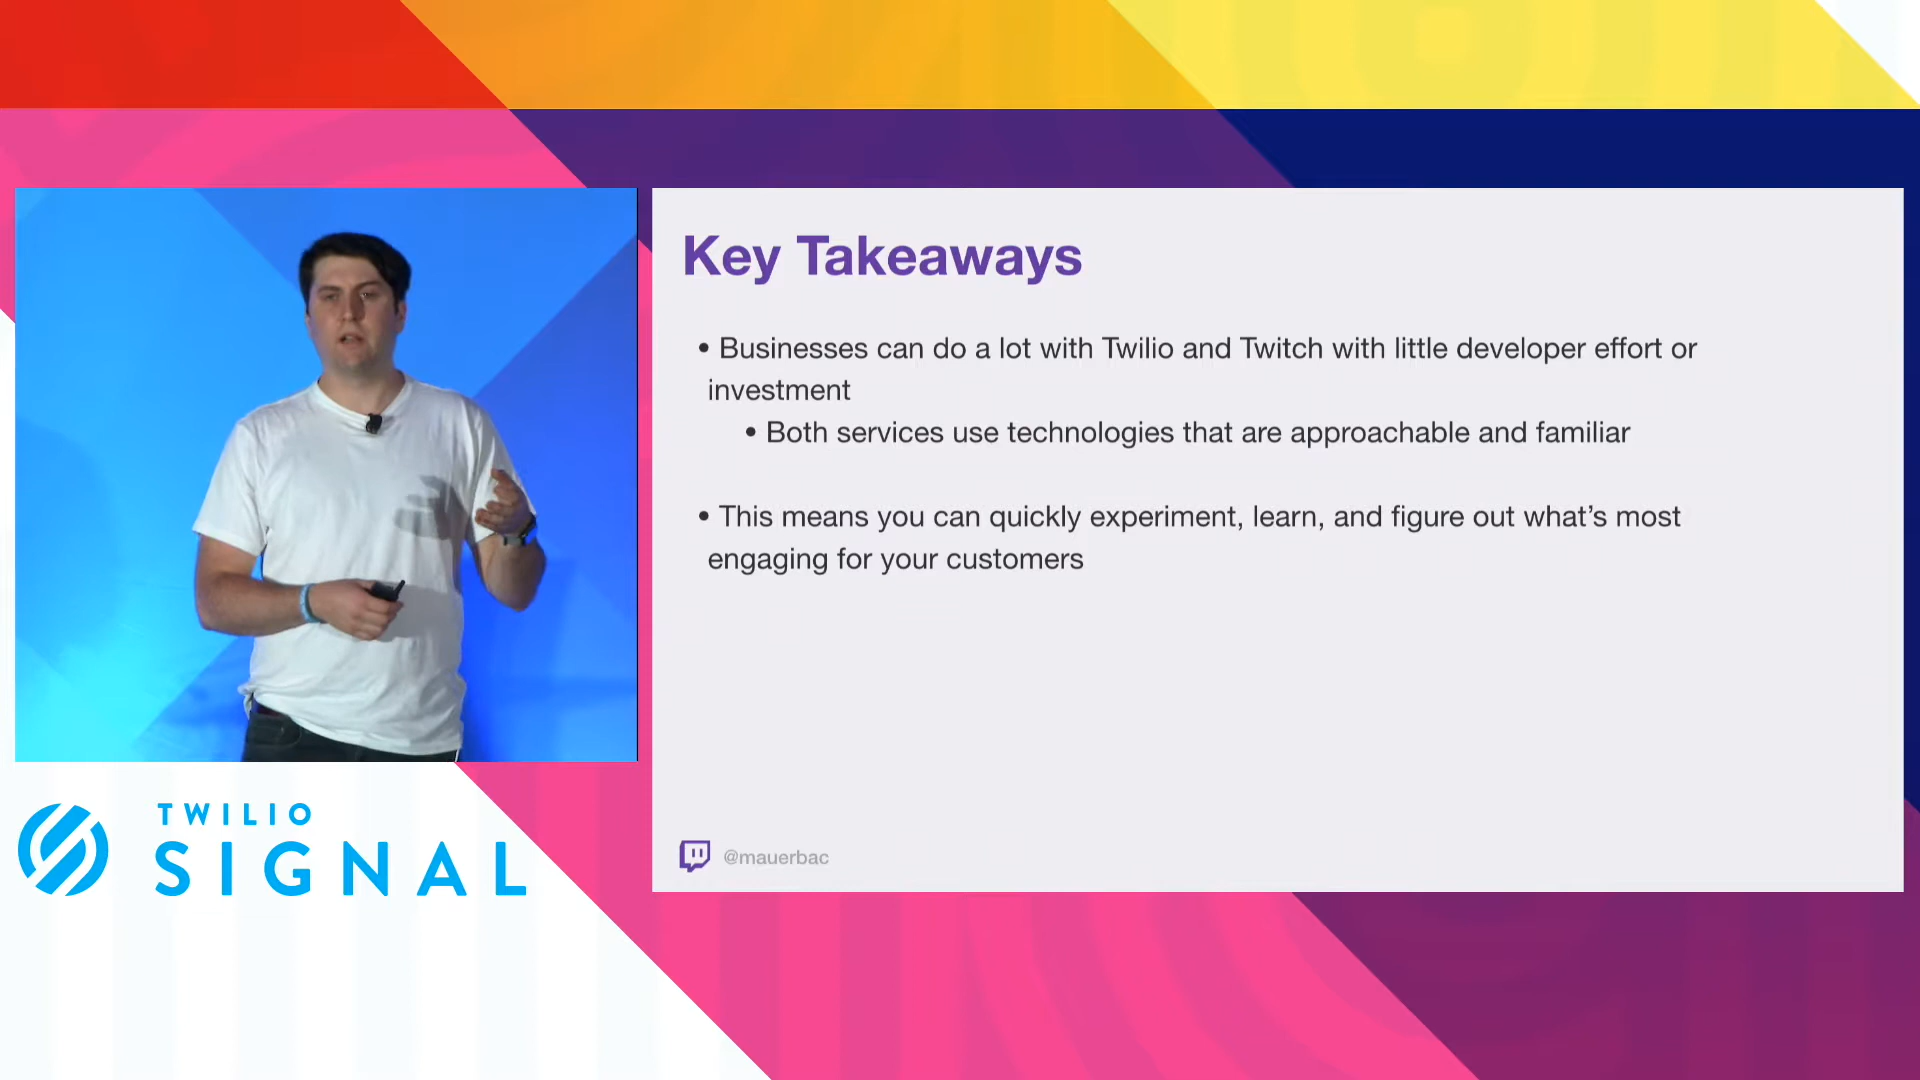 Key Takeaways
• Businesses can do a lot with Twilio and Twitch with little developer effort or
investment
• Both services use technologies that are approachable and familiar
• This means you can quickly experiment, learn, and figure out what’s most
engaging for your customers
@mauerbac
TWILIO
SIGNAL